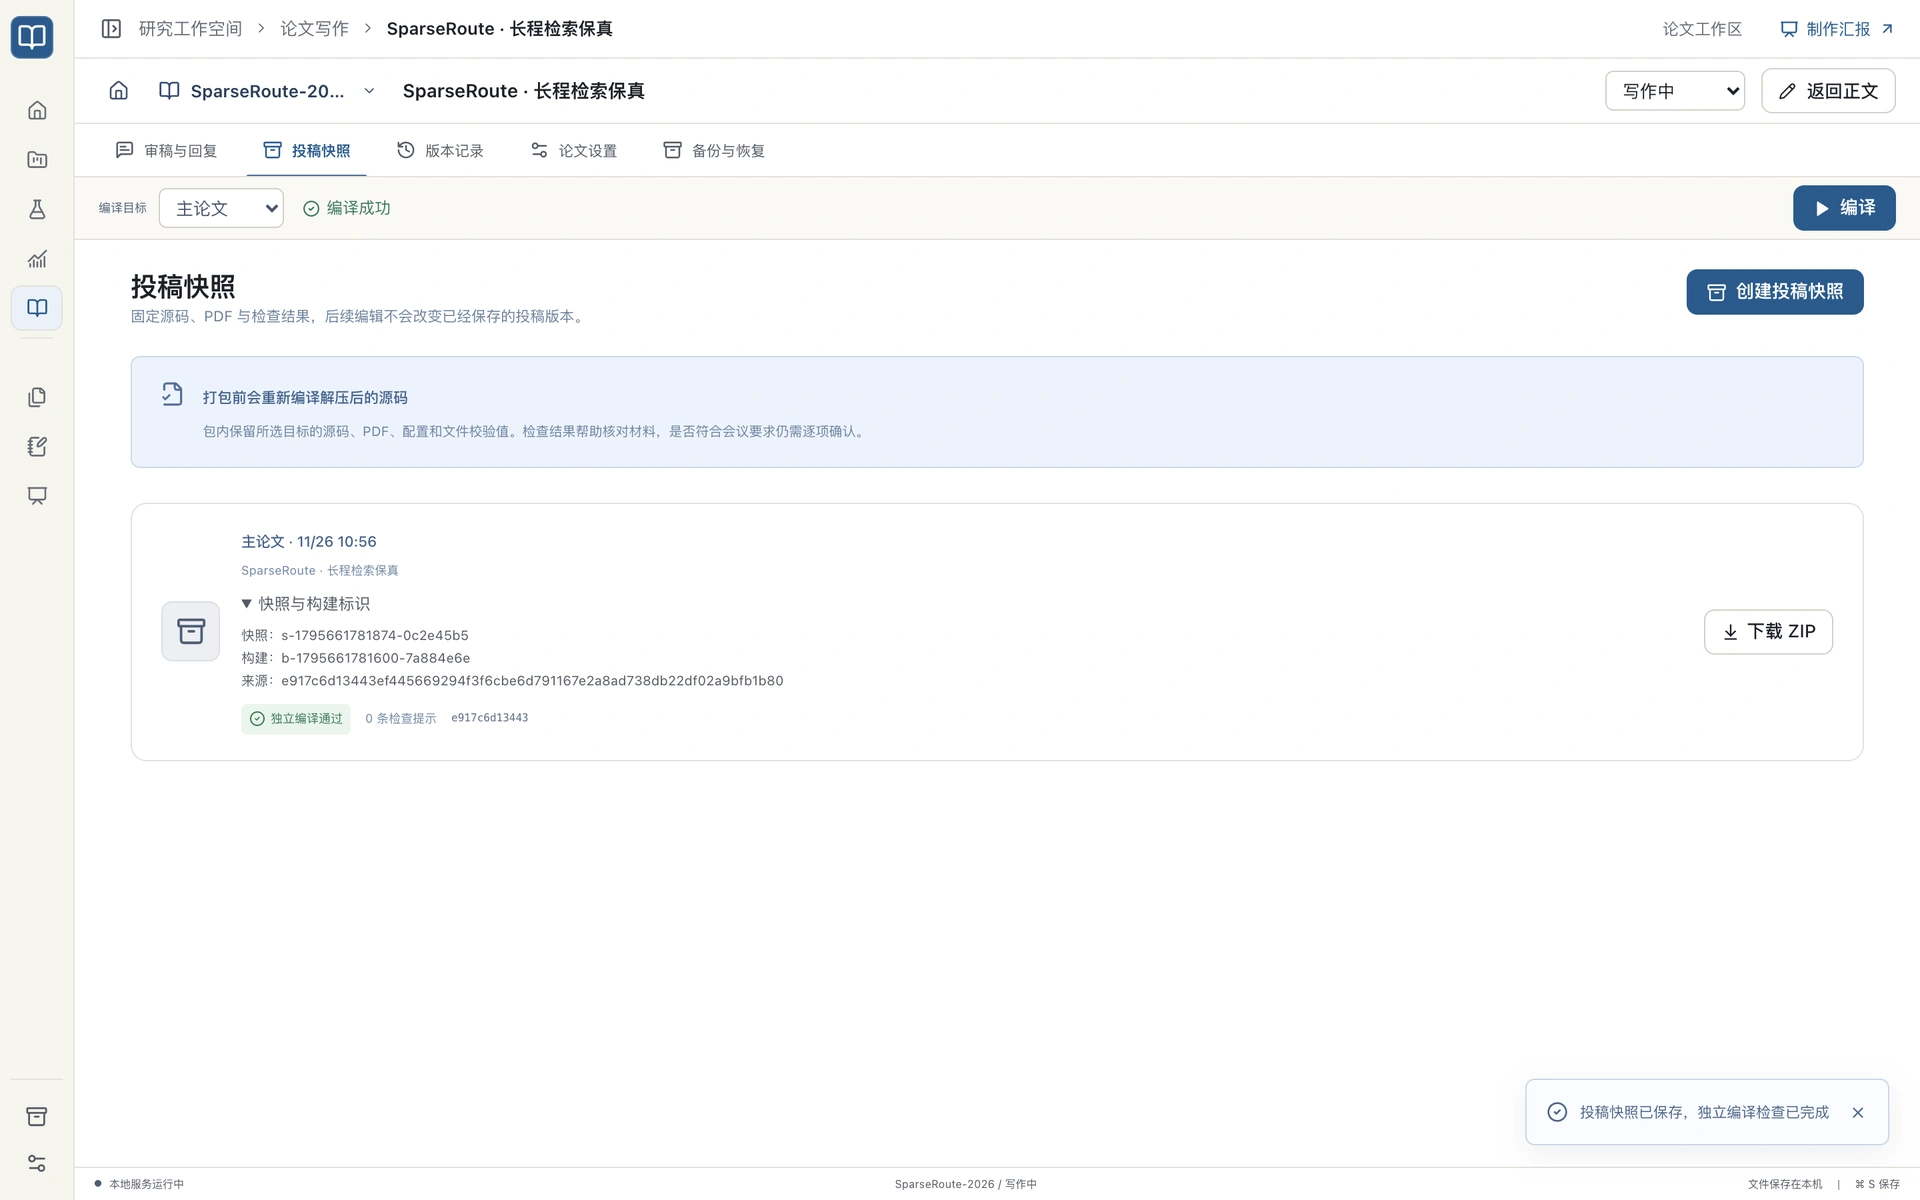 研究工作空间 > 论文写作 > SparseRoute · 长程检索保真
论文工作区
制作汇报
SparseRoute-20...
SparseRoute · 长程检索保真
写作中
返回正文
审稿与回复
投稿快照
版本记录
论文设置
备份与恢复
编译目标
主论文
编译成功
编译
投稿快照
固定源码、PDF 与检查结果，后续编辑不会改变已经保存的投稿版本。
创建投稿快照
打包前会重新编译解压后的源码
包内保留所选目标的源码、PDF、配置和文件校验值。检查结果帮助核对材料，是否符合会议要求仍需逐项确认。
主论文 · 11/26 10:56
SparseRoute · 长程检索保真
▼ 快照与构建标识
快照：s-1795661781874-0c2e45b5
构建：b-1795661781600-7a884e6e
来源：e917c6d13443ef445669294f3f6cbe6d791167e2a8ad738db22df02a9bfb1b80
独立编译通过
0 条检查提示
e917c6d13443
下载 ZIP
投稿快照已保存，独立编译检查已完成
本地服务运行中
SparseRoute-2026 / 写作中
文件保存在本机 | ⌘ S 保存